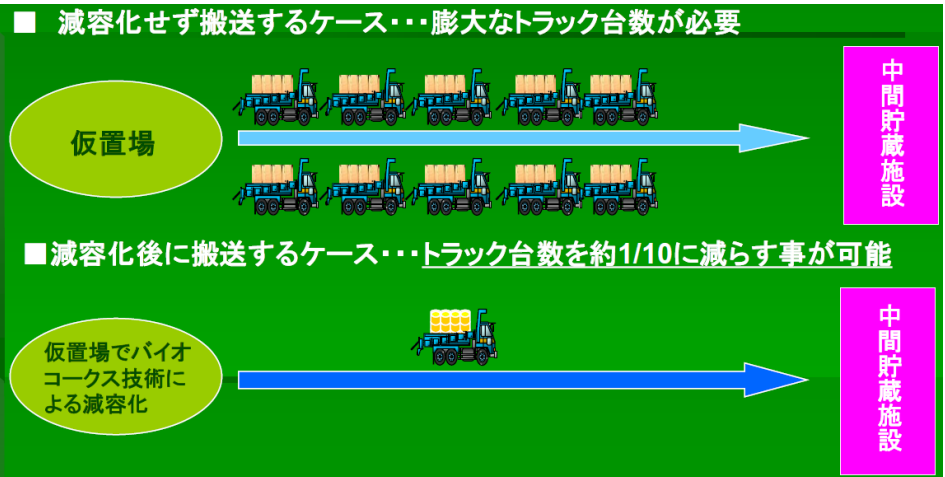 ■ 減容化せず搬送するケース･･･膨大なトラック台数が必要
仮置場
中間貯蔵施設
■減容化後に搬送するケース･･･トラック台数を約1/10に減らす事が可能
仮置場でバイオ
コークス技術に
よる減容化
中間貯蔵施設